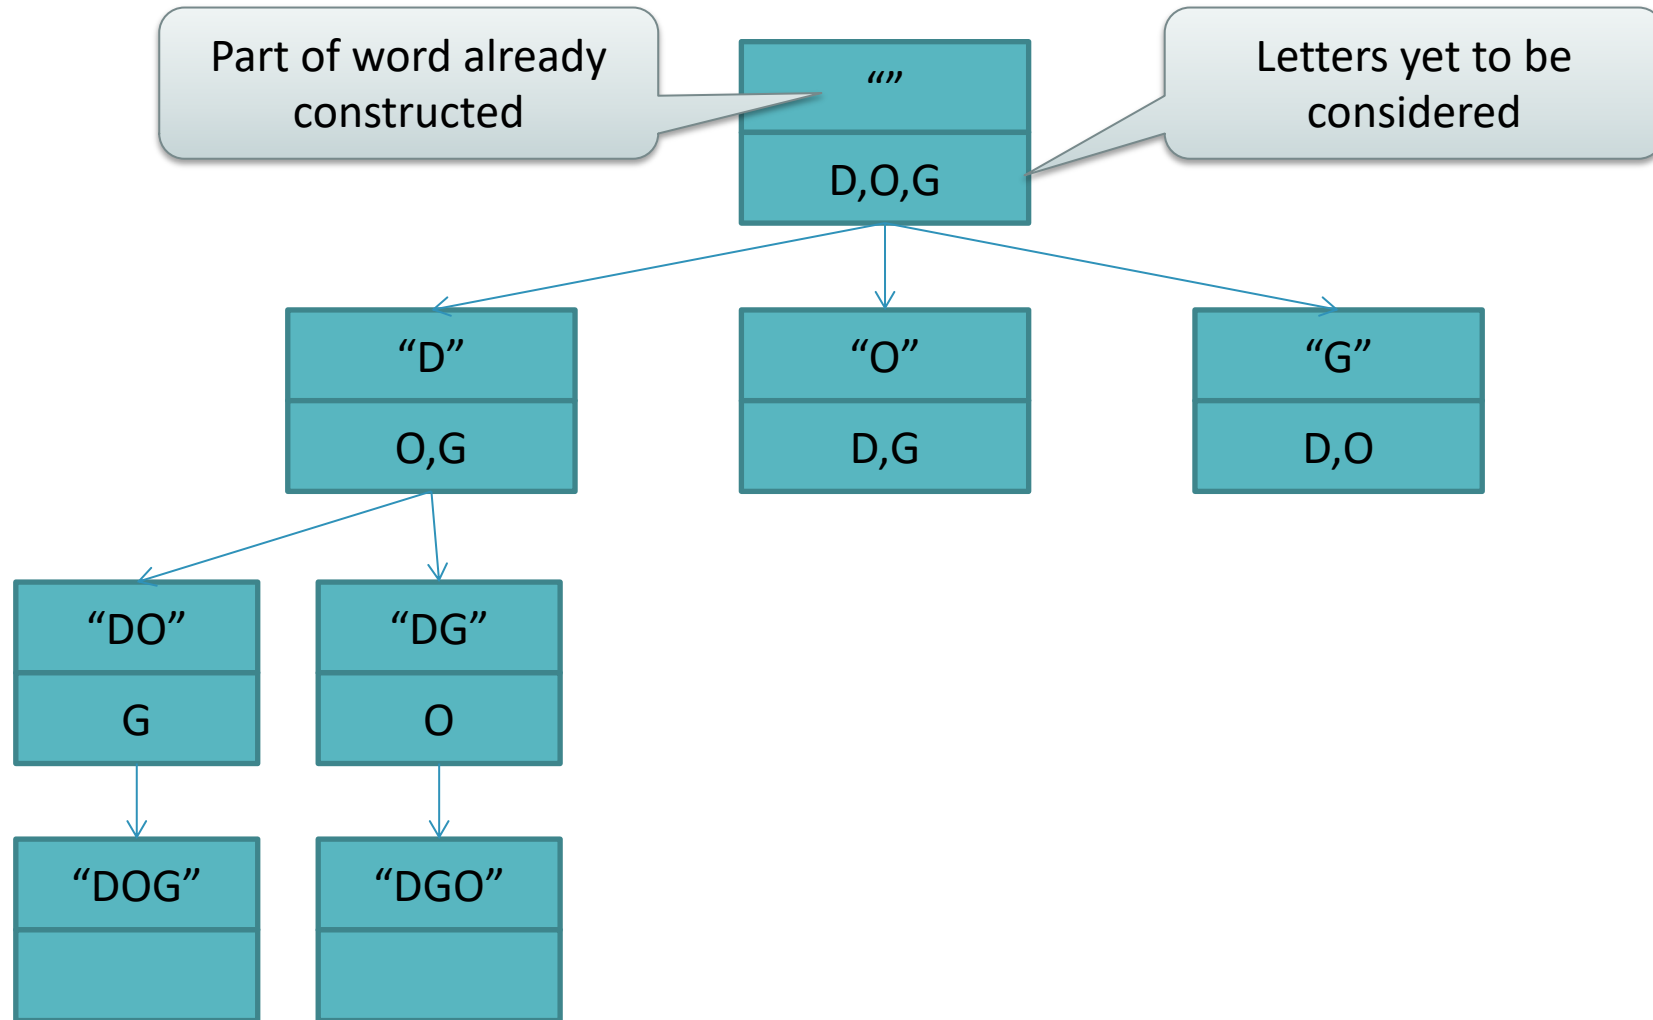 Part of word already
constructed
“”
D,O,G
Letters yet to be
considered
“D”
O,G
“O”
D,G
“G”
D,O
“DO”
G
“DG”
O
“DOG”
“DGO”